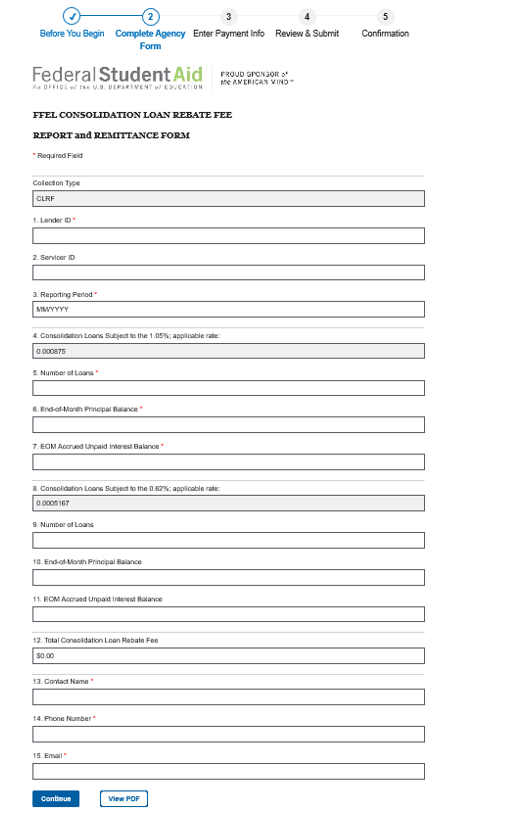 2 3 4 5
Before You Begin Complete Agency Enter Payment Info Review & Submit Confirmation
Form
Federal Student Aid PROUD SPONSOR of
An OFFICE of the U.S. DEPARTMENT of EDUCATION the AMERICAN MIND™
FFEL CONSOLIDATION LOAN REBATE FEE
REPORT and REMITTANCE FORM
* Required Field
Collection Type
CLRF
1. Lender ID *
2. Servicer ID
3. Reporting Period *
MM/YYYY
4. Consolidation Loans Subject to the 1.05%; applicable rate:
0.000875
5. Number of Loans *
6. End-of-Month Principal Balance *
7. EOM Accrued Unpaid Interest Balance *
8. Consolidation Loans Subject to the 0.62%; applicable rate:
0.0005167
9. Number of Loans
10. End-of-Month Principal Balance
11. EOM Accrued Unpaid Interest Balance
12. Total Consolidation Loan Rebate Fee
$0.00
13. Contact Name *
14. Phone Number *
15. Email *
Continue View PDF